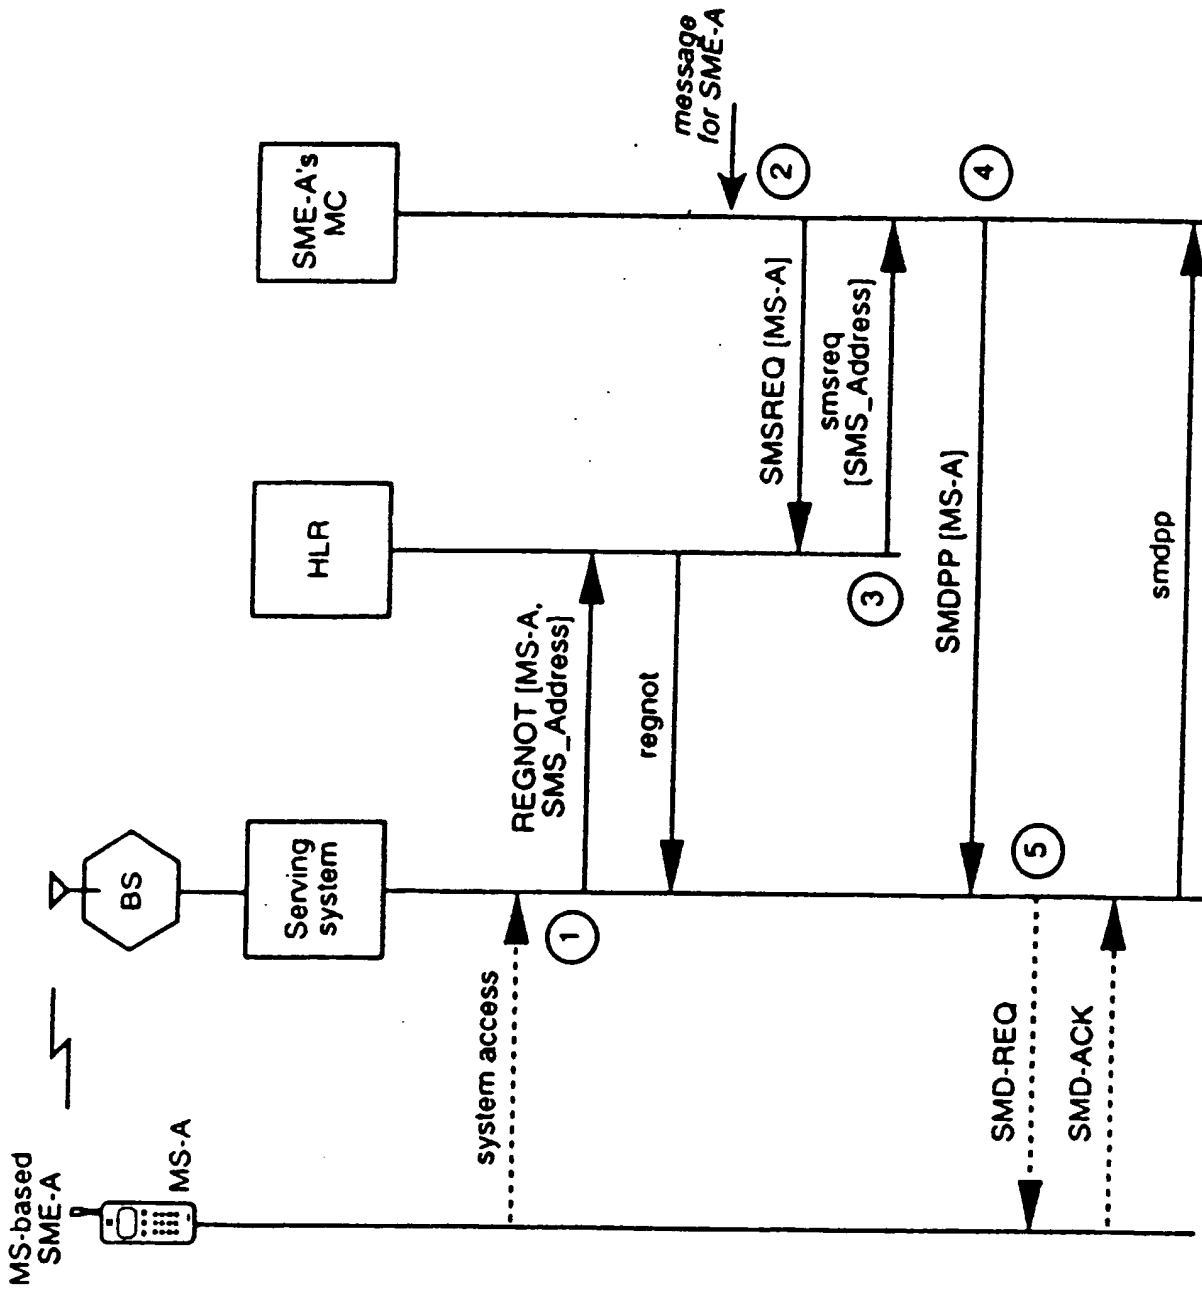 MS-based
SME-A
MS-A
BS
Serving
system
HLR
SME-A's
MC
system access
1
REGNOT [MS-A,
SMS_Address]
regnot
message
for SME-A
2
SMSREQ [MS-A]
smsreq
[SMS_Address]
3
SMDPP [MS-A]
4
5
SMD-REQ
SMD-ACK
smdpp